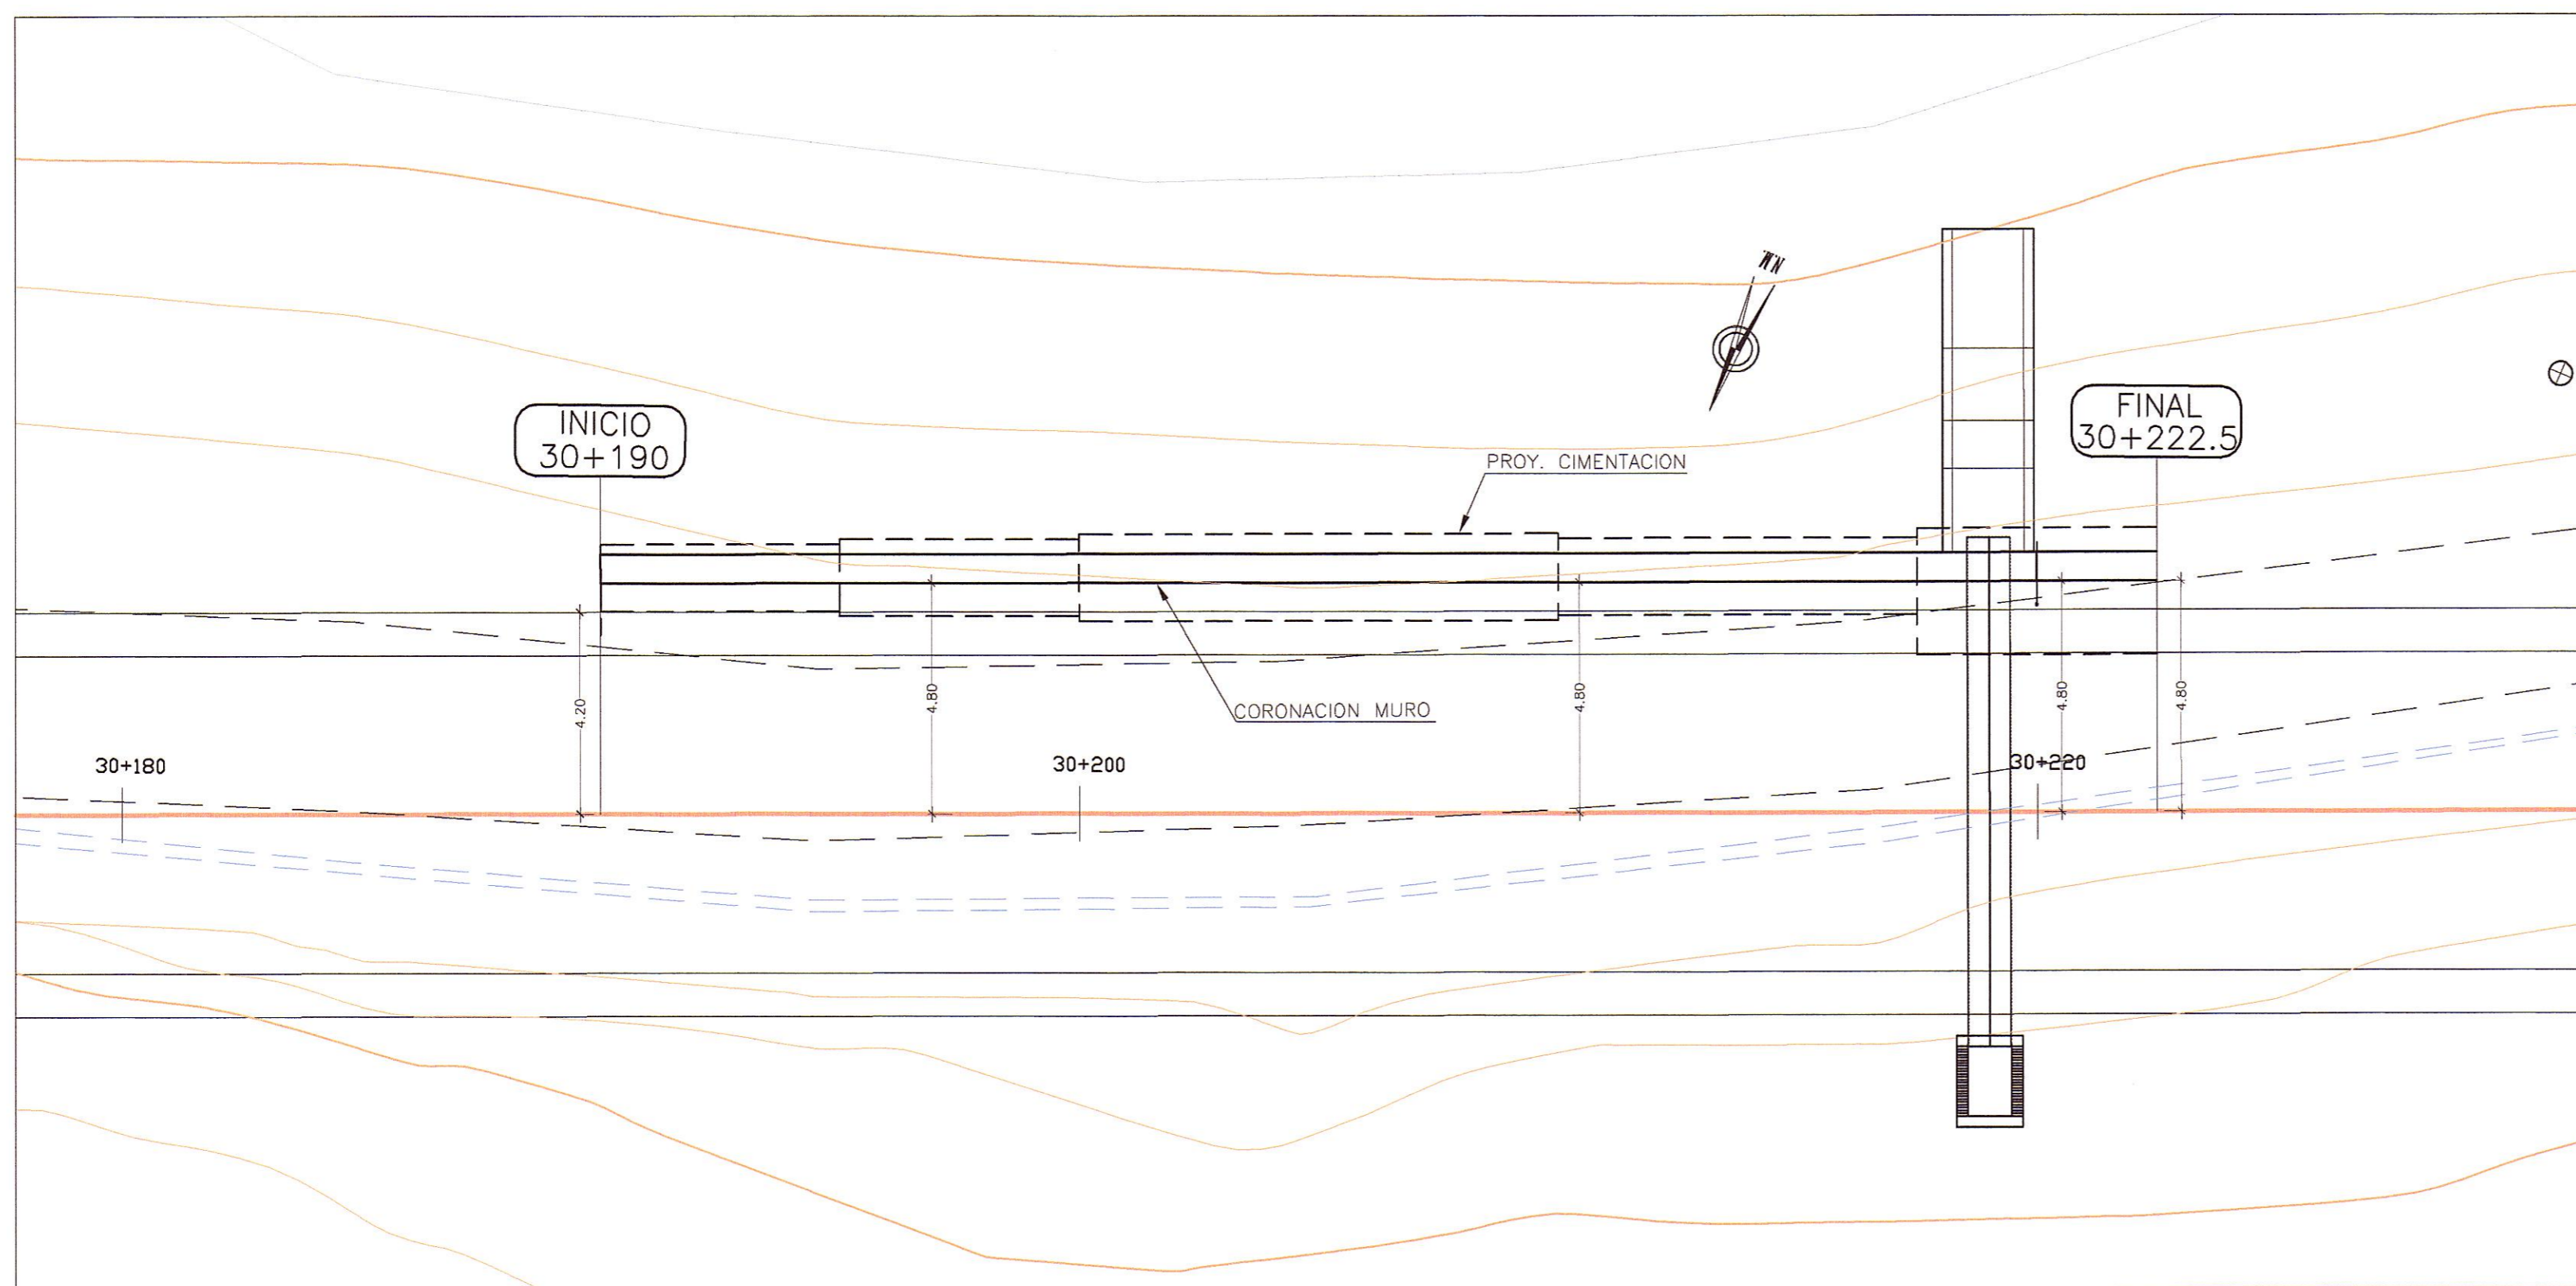 N.M.
INICIO
30+190
FINAL
30+222.5
PROY. CIMENTACION
CORONACION MURO
4.20
4.80
4.80
4.80
4.80
30+180
30+200
30+220